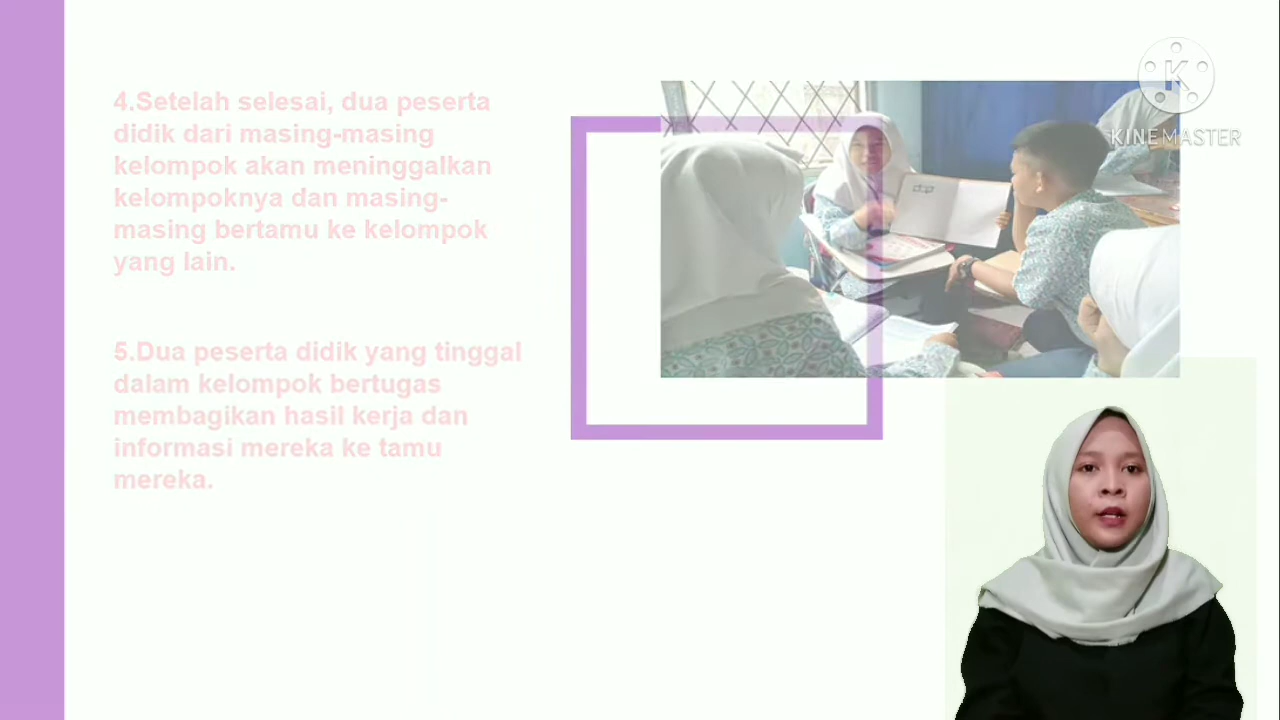 4.Setelah selesai, dua peserta
didik dari masing-masing
kelompok akan meninggalkan
kelompoknya dan masing-
masing bertamu ke kelompok
yang lain.
5.Dua peserta didik yang tinggal
dalam kelompok bertugas
membagikan hasil kerja dan
informasi mereka ke tamu
mereka.
K
KINEMASTER